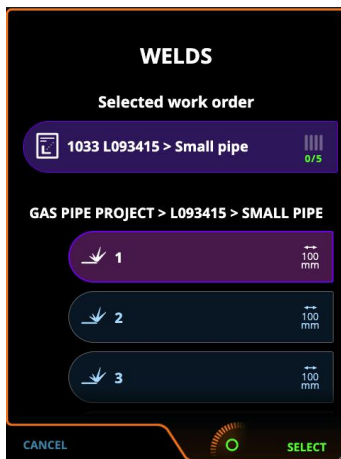 WELDS
Selected work order
1033 L093415 > Small pipe
0/5
GAS PIPE PROJECT > L093415 > SMALL PIPE
1
100
mm
2
100
mm
3
100
mm
CANCEL
SELECT